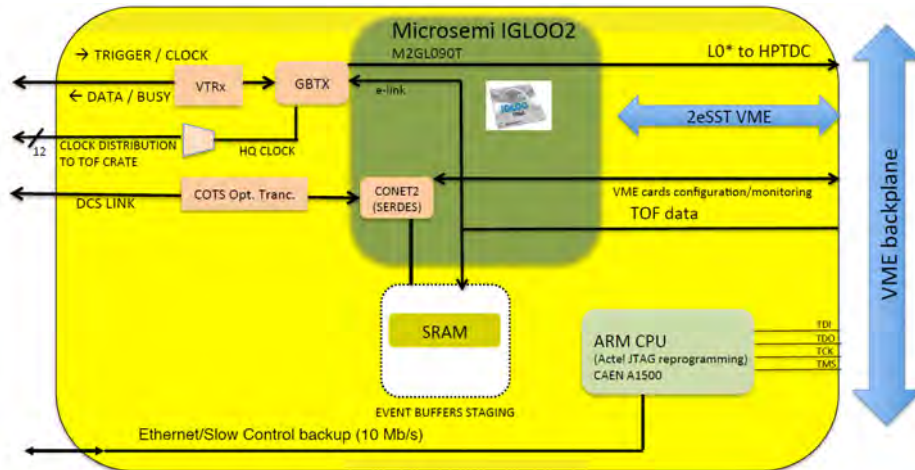 Microsemi IGLOO2
M2GL090T
→ TRIGGER / CLOCK
L0* to HPTDC
VTRx
GBTX
e-link
← DATA / BUSY
IGLOO
2eSST VME
12
CLOCK DISTRIBUTION
TO TOF CRATE
HQ CLOCK
COTS Opt. Tranc.
CONET2
(SERDES)
DCS LINK
VME cards configuration/monitoring
TOF data
VME backplane
SRAM
EVENT BUFFERS STAGING
ARM CPU
(Actel JTAG reprogramming)
CAEN A1500
TDI
TDO
TCK
TMS
Ethernet/Slow Control backup (10 Mb/s)